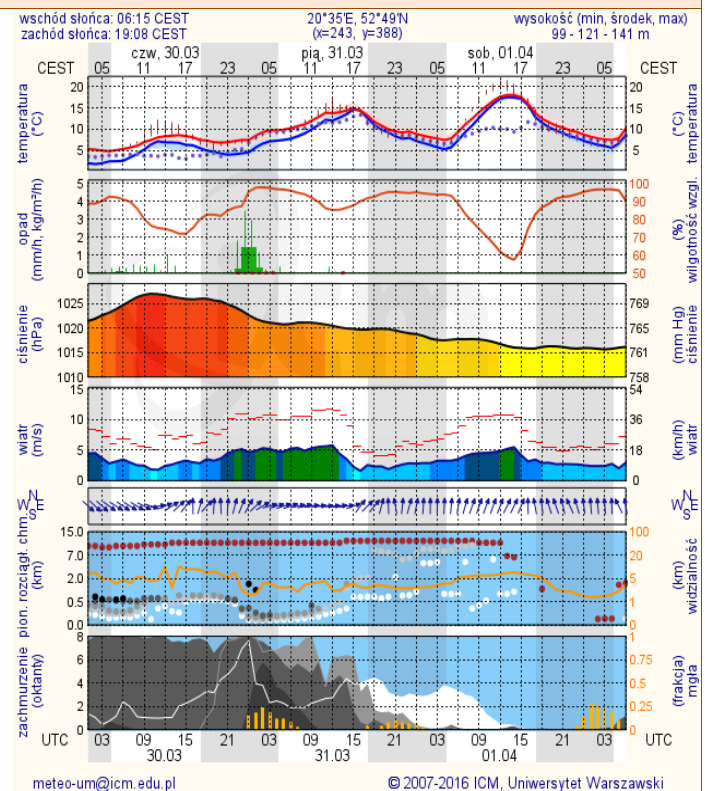 wschód słońca: 06:15 CEST 20°35'E, 52°49'N wysokość (min, środek, max)
zachód słońca: 19:08 CEST (x=243, y=388) 99 - 121 - 141 m
czw, 30.03 pią, 31.03 sob, 01.04
CEST 05 11 17 23 05 11 17 23 05 11 17 23 05 CEST
temperatura (°C)
20 15 10 5
20 15 10 5
temperatura (°C)
opad (mm/h, kg/m²/h)
5 4 3 2 1 0
100 90 80 70 60 50
(%) wilgotność wzgl.
ciśnienie (hPa)
1025 1020 1015 1010
769 765 761 758
(mm Hg) ciśnienie
wiatr (m/s)
15 10 5 0
54 36 18 0
(km/h) wiatr
N W E S
N W E S
pion. rozciągł. chm. (km)
15.0 7.0 2.0 0.5 0.0
100 20 5 1 0
(km) widzialność
zachmurzenie (oktanty)
8 6 4 2 0
1 0.75 0.5 0.25 0
(frakcja) mgła
UTC 03 09 15 21 03 09 15 21 03 09 15 21 03 UTC
30.03 31.03 01.04
meteo-um@icm.edu.pl © 2007-2016 ICM, Uniwersytet Warszawski